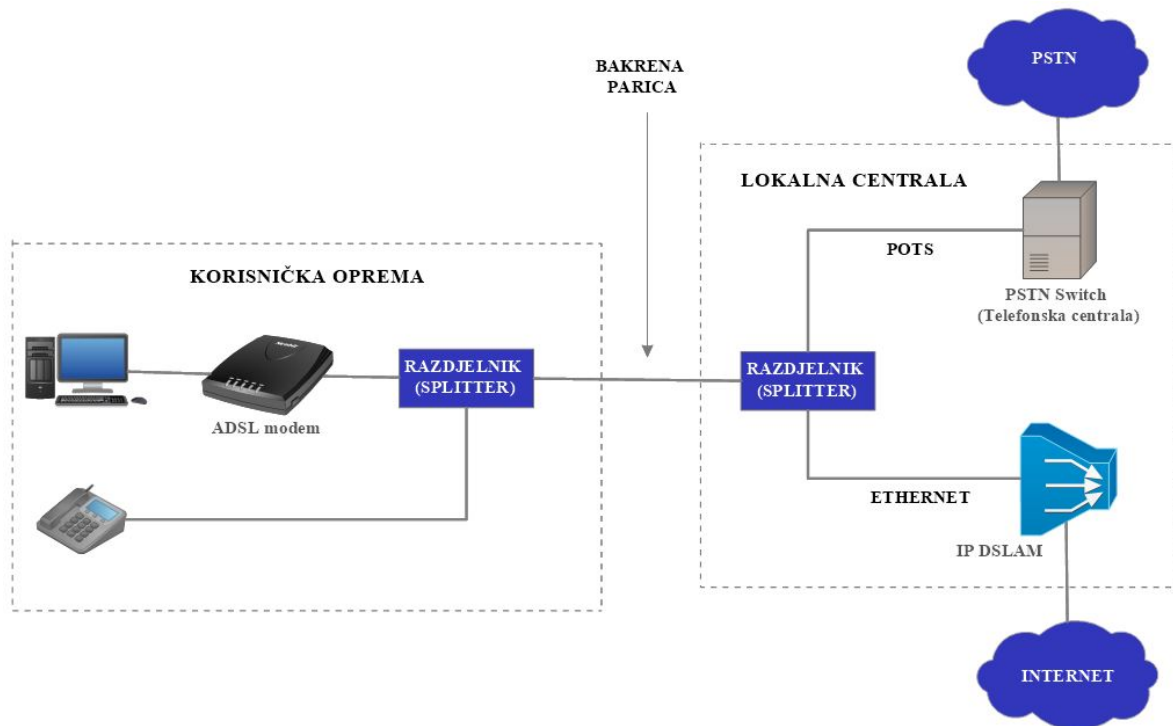 PSTN
BAKRENA
PARICA
LOKALNA CENTRALA
POTS
PSTN Switch
(Telefonska centrala)
KORISNIČKA OPREMA
RAZDJELNIK
(SPLITTER)
ADSL modem
RAZDJELNIK
(SPLITTER)
ETHERNET
IP DSLAM
INTERNET